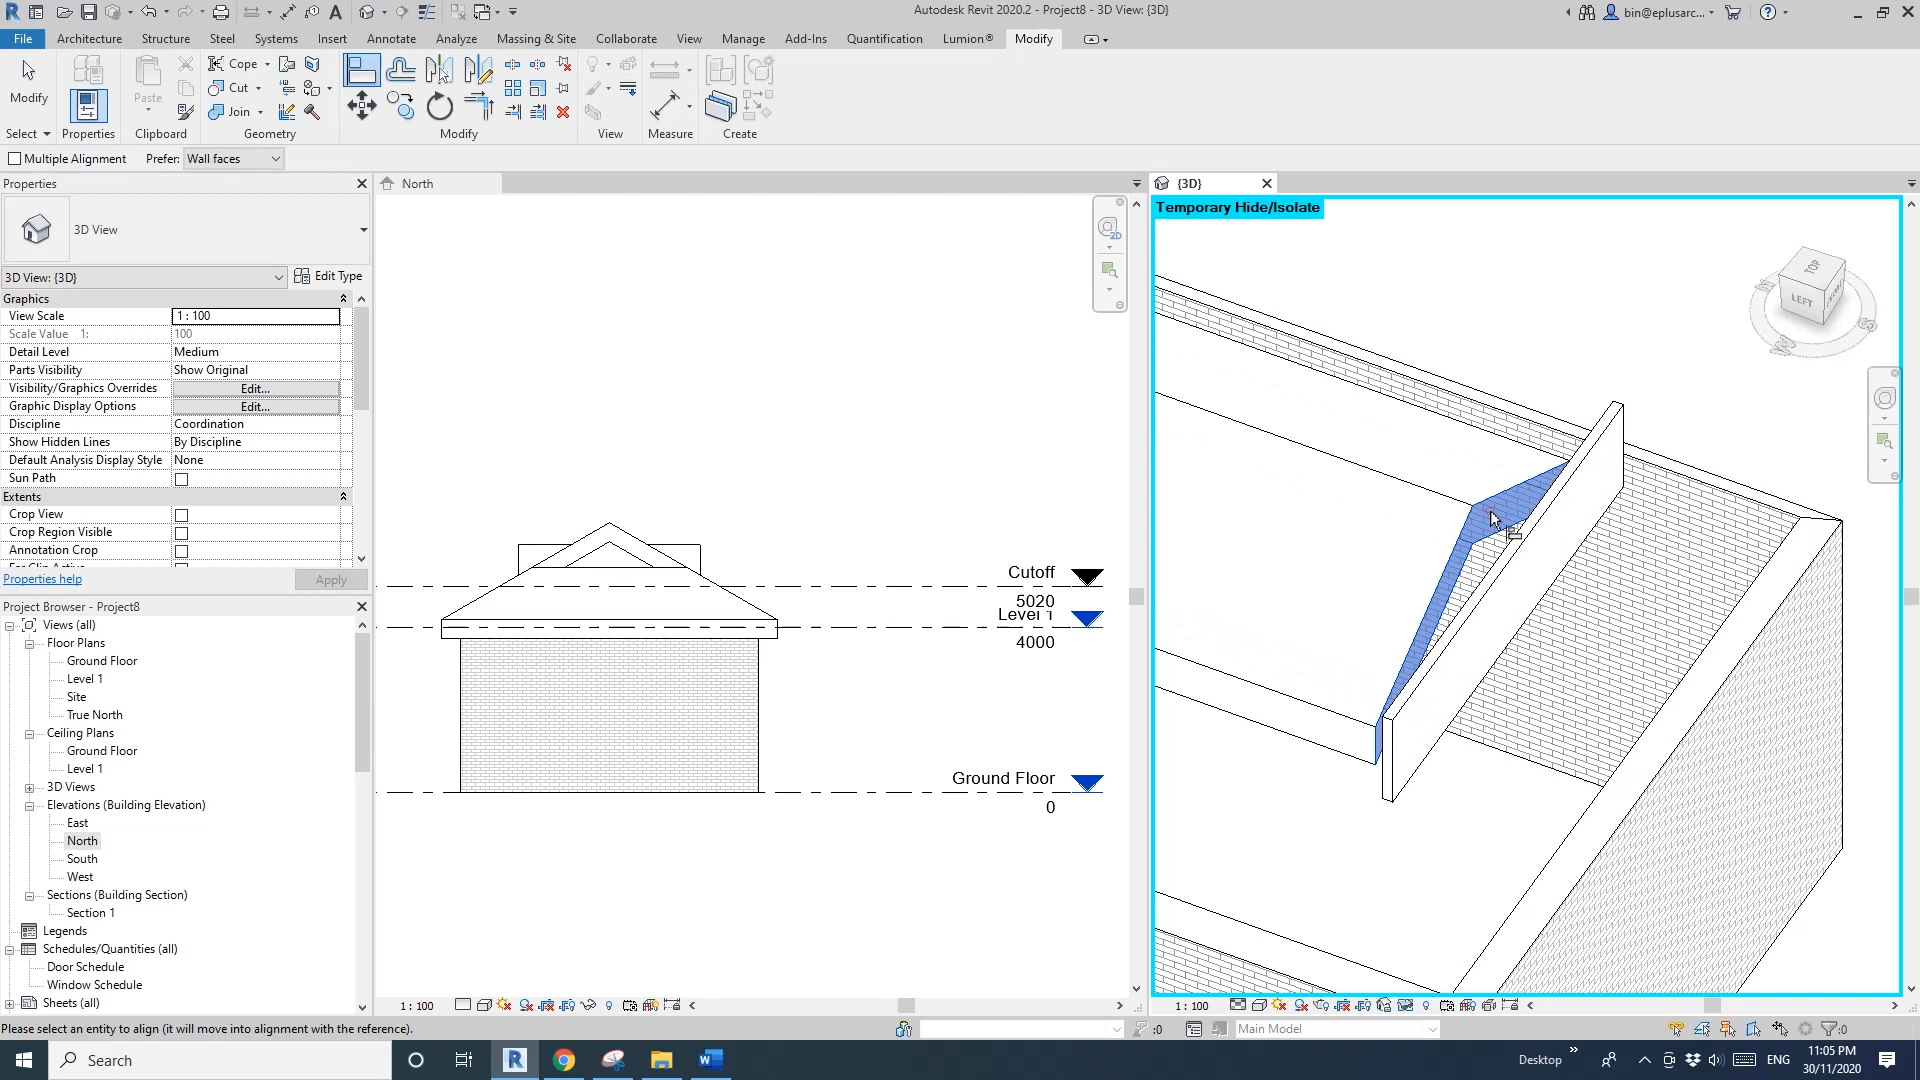 Autodesk Revit 2020.2 - Project8 - 3D View: {3D}
bin@eplusarc...
File Architecture Structure Steel Systems Insert Annotate Analyze Massing & Site Collaborate View Manage Add-Ins Quantification Lumion® Modify
Modify
Paste
Cope
Cut
Join
Select Properties Clipboard Geometry Modify View Measure Create
Multiple Alignment Prefer: Wall faces
Properties
3D View
3D View: {3D} Edit Type
Graphics
View Scale 1 : 100
Scale Value 1: 100
Detail Level Medium
Parts Visibility Show Original
Visibility/Graphics Overrides Edit...
Graphic Display Options Edit...
Discipline Coordination
Show Hidden Lines By Discipline
Default Analysis Display Style None
Sun Path
Extents
Crop View
Crop Region Visible
Annotation Crop
Properties help Apply
Project Browser - Project8
Views (all)
Floor Plans
Ground Floor
Level 1
Site
True North
Ceiling Plans
Ground Floor
Level 1
3D Views
Elevations (Building Elevation)
East
North
South
West
Sections (Building Section)
Section 1
Legends
Schedules/Quantities (all)
Door Schedule
Window Schedule
Sheets (all)
North
2D
Cutoff
5020
Level 1
4000
Ground Floor
0
1 : 100
{3D}
Temporary Hide/Isolate
TOP
LEFT
1 : 100
Please select an entity to align (it will move into alignment with the reference).
:0
Main Model
:0
Search
Desktop
ENG
11:05 PM
30/11/2020